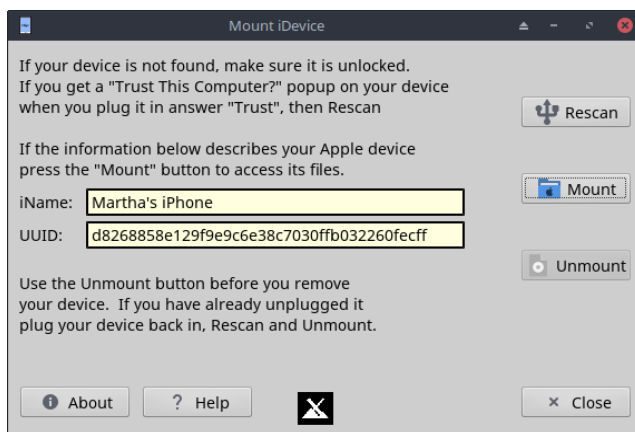 Mount iDevice
If your device is not found, make sure it is unlocked.
If you get a "Trust This Computer?" popup on your device
when you plug it in answer "Trust", then Rescan
Rescan
If the information below describes your Apple device
press the "Mount" button to access its files.
Mount
iName: Martha's iPhone
UUID: d8268858e129f9e9c6e38c7030ffb032260fecff
Unmount
Use the Unmount button before you remove
your device. If you have already unplugged it
plug your device back in, Rescan and Unmount.
About
? Help
Close